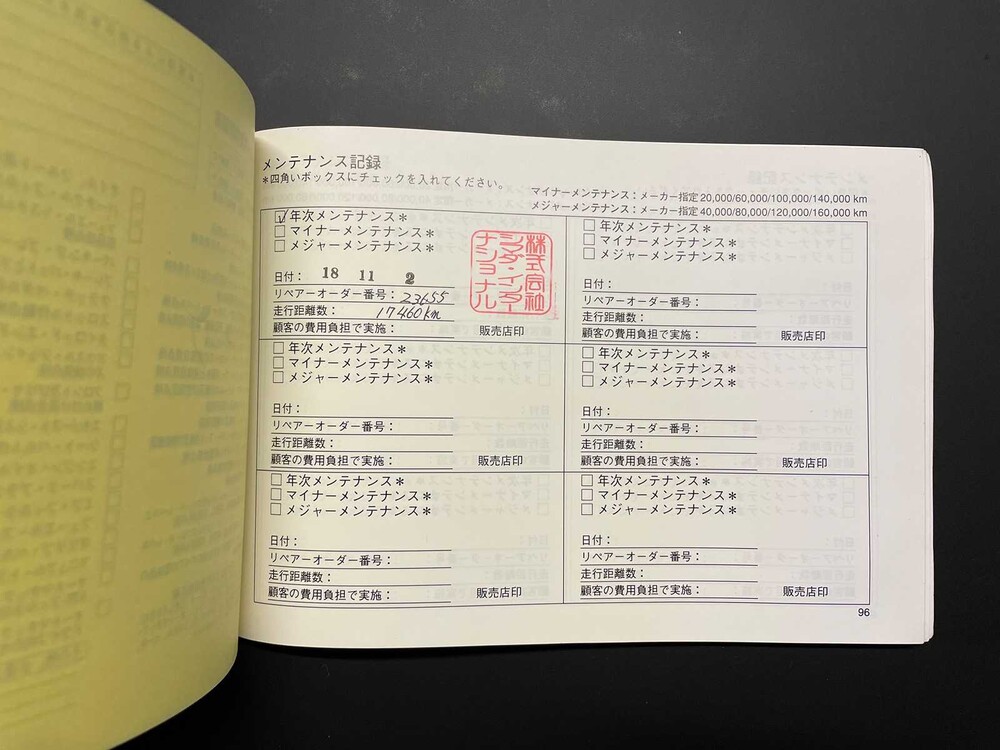 メンテナンス記録
＊四角いボックスにチェックを入れてください。
マイナーメンテナンス：メーカー指定 20,000/60,000/100,000/140,000 km
メジャーメンテナンス：メーカー指定 40,000/80,000/120,000/160,000 km
年次メンテナンス＊
マイナーメンテナンス＊
メジャーメンテナンス＊
日付： 18 11 2
リペアーオーダー番号：23655
走行距離数： 17460km
顧客の費用負担で実施： 販売店印
株式会社
シマダ・インター
ナショナル
年次メンテナンス＊
マイナーメンテナンス＊
メジャーメンテナンス＊
日付：
リペアーオーダー番号：
走行距離数：
顧客の費用負担で実施： 販売店印
年次メンテナンス＊
マイナーメンテナンス＊
メジャーメンテナンス＊
日付：
リペアーオーダー番号：
走行距離数：
顧客の費用負担で実施： 販売店印
年次メンテナンス＊
マイナーメンテナンス＊
メジャーメンテナンス＊
日付：
リペアーオーダー番号：
走行距離数：
顧客の費用負担で実施： 販売店印
年次メンテナンス＊
マイナーメンテナンス＊
メジャーメンテナンス＊
日付：
リペアーオーダー番号：
走行距離数：
顧客の費用負担で実施： 販売店印
年次メンテナンス＊
マイナーメンテナンス＊
メジャーメンテナンス＊
日付：
リペアーオーダー番号：
走行距離数：
顧客の費用負担で実施： 販売店印
96